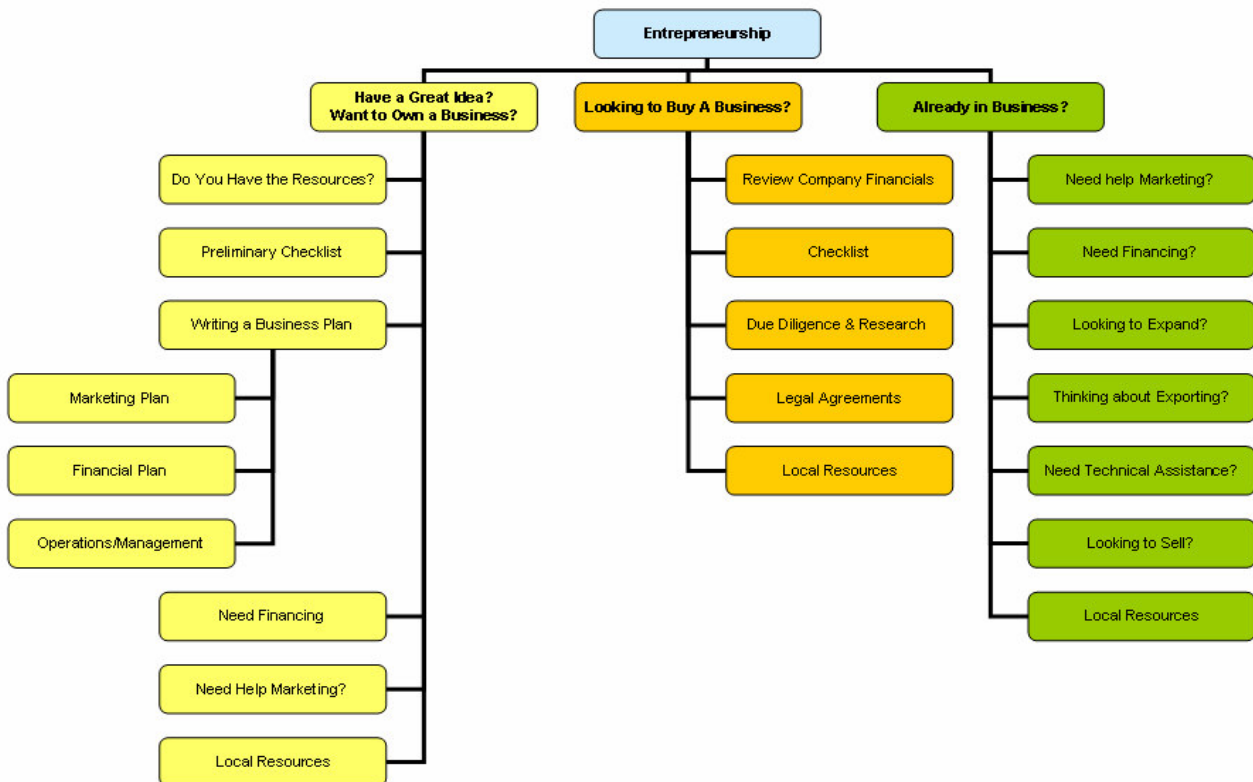 Entrepreneurship
Have a Great Idea?
Want to Own a Business?
Looking to Buy A Business?
Already in Business?
Do You Have the Resources?
Preliminary Checklist
Writing a Business Plan
Marketing Plan
Financial Plan
Operations/Management
Need Financing
Need Help Marketing?
Local Resources
Review Company Financials
Checklist
Due Diligence & Research
Legal Agreements
Local Resources
Need help Marketing?
Need Financing?
Looking to Expand?
Thinking about Exporting?
Need Technical Assistance?
Looking to Sell?
Local Resources